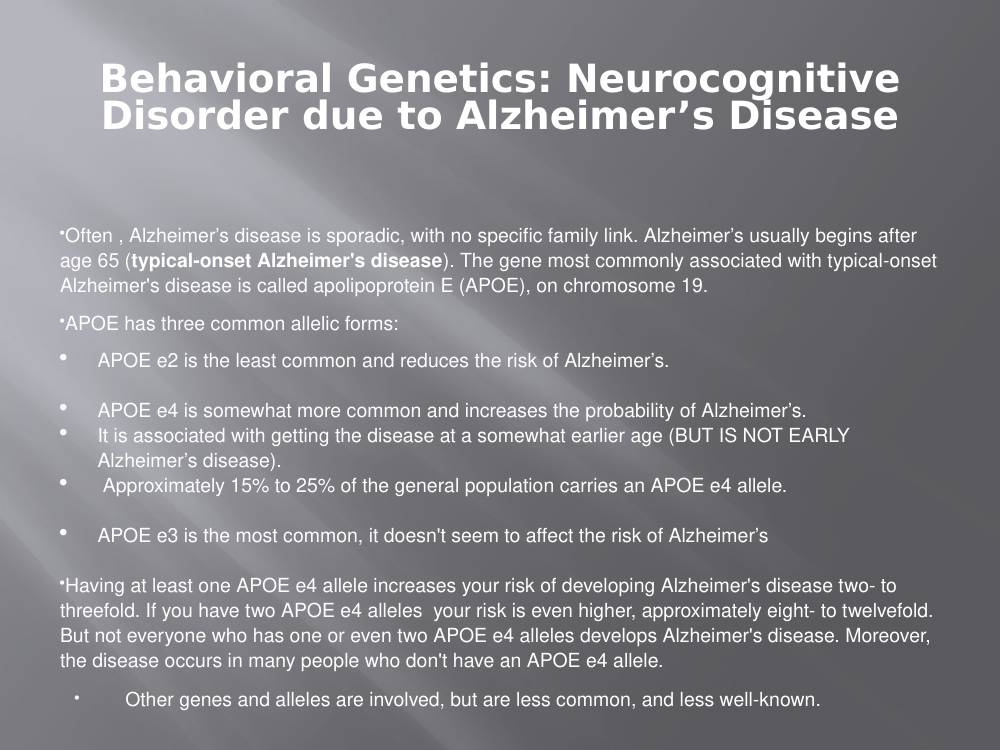 Behavioral Genetics: Neurocognitive
Disorder due to Alzheimer’s Disease
•Often , Alzheimer’s disease is sporadic, with no specific family link. Alzheimer’s usually begins after
age 65 (typical-onset Alzheimer's disease). The gene most commonly associated with typical-onset
Alzheimer's disease is called apolipoprotein E (APOE), on chromosome 19.
•APOE has three common allelic forms:
• APOE e2 is the least common and reduces the risk of Alzheimer’s.
• APOE e4 is somewhat more common and increases the probability of Alzheimer’s.
• It is associated with getting the disease at a somewhat earlier age (BUT IS NOT EARLY
Alzheimer’s disease).
• Approximately 15% to 25% of the general population carries an APOE e4 allele.
• APOE e3 is the most common, it doesn't seem to affect the risk of Alzheimer’s
•Having at least one APOE e4 allele increases your risk of developing Alzheimer's disease two- to
threefold. If you have two APOE e4 alleles  your risk is even higher, approximately eight- to twelvefold.
But not everyone who has one or even two APOE e4 alleles develops Alzheimer's disease. Moreover,
the disease occurs in many people who don't have an APOE e4 allele.
• Other genes and alleles are involved, but are less common, and less well-known.